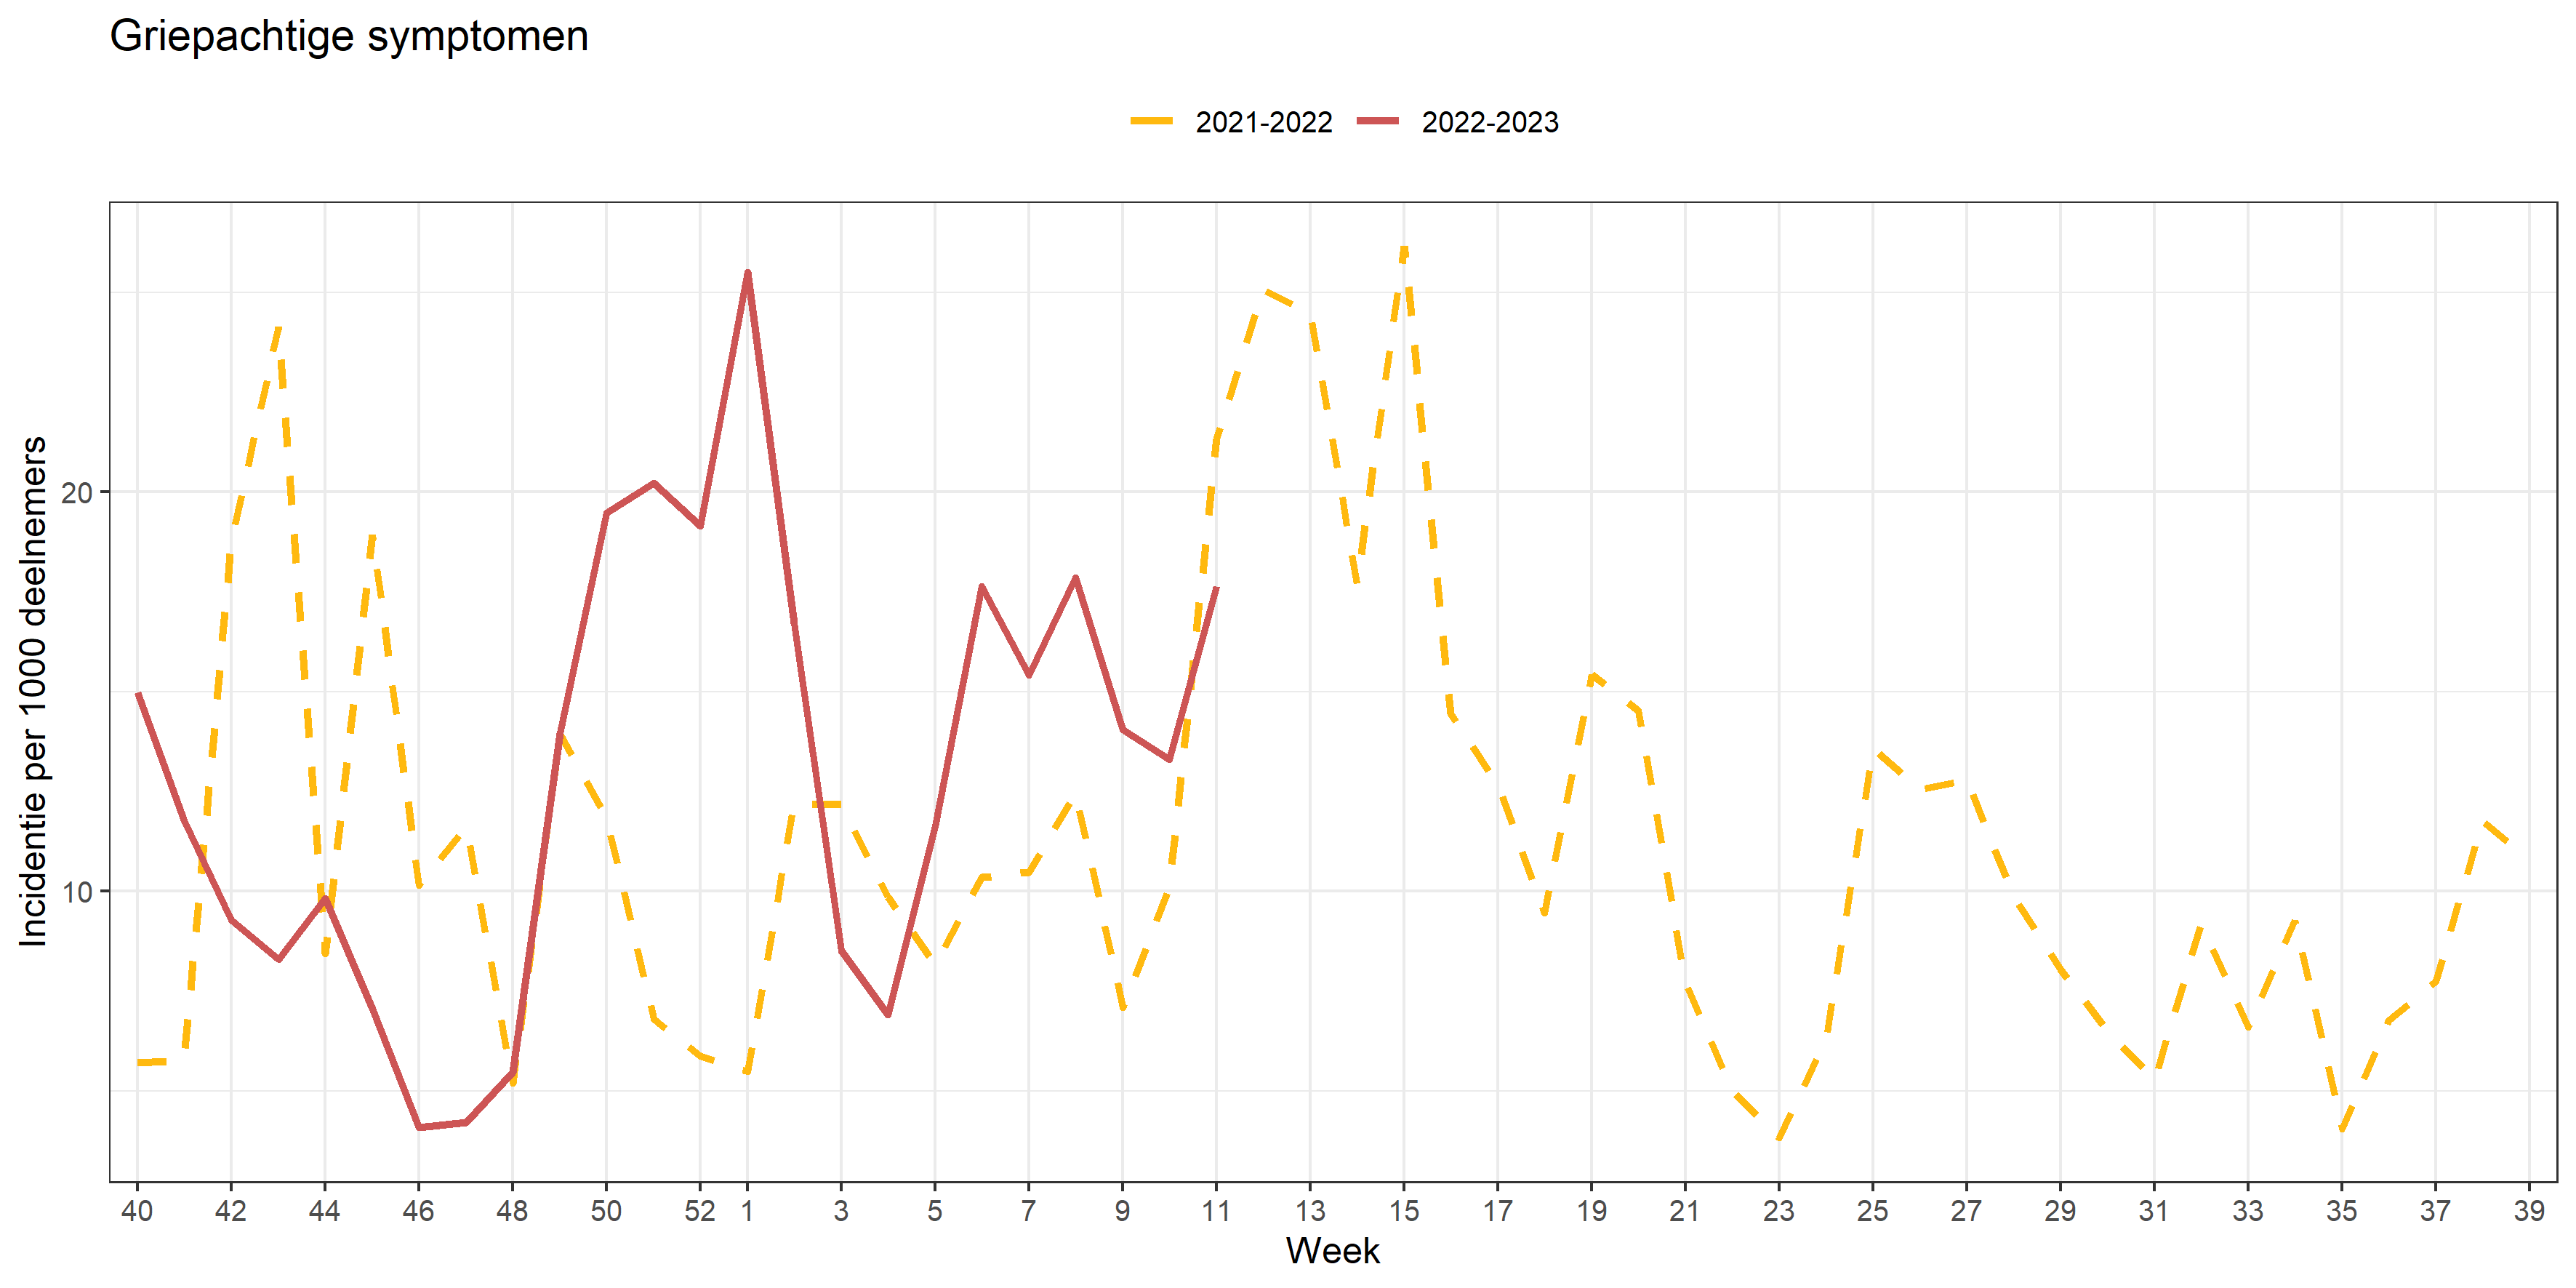 Griepachtige symptomen
2021-2022 2022-2023
Incidentie per 1000 deelnemers
20
10
40 42 44 46 48 50 52 1 3 5 7 9 11 13 15 17 19 21 23 25 27 29 31 33 35 37 39
Week